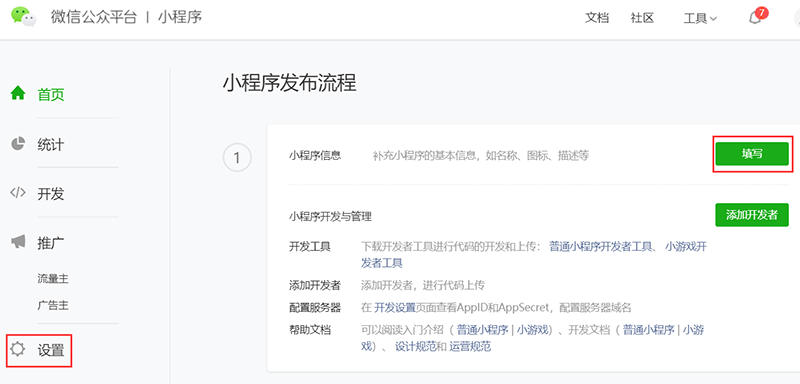 微信公众平台 | 小程序
文档
社区
工具
7
首页
统计
开发
推广
流量主
广告主
设置
小程序发布流程
1
小程序信息
补充小程序的基本信息，如名称、图标、描述等
填写
小程序开发与管理
添加开发者
开发工具
下载开发者工具进行代码的开发和上传： 普通小程序开发者工具、 小游戏开
发者工具
添加开发者
添加开发者，进行代码上传
配置服务器
在 开发设置页面查看AppID和AppSecret，配置服务器域名
帮助文档
可以阅读入门介绍（ 普通小程序 | 小游戏）、开发文档（ 普通小程序 | 小游
戏）、 设计规范和 运营规范